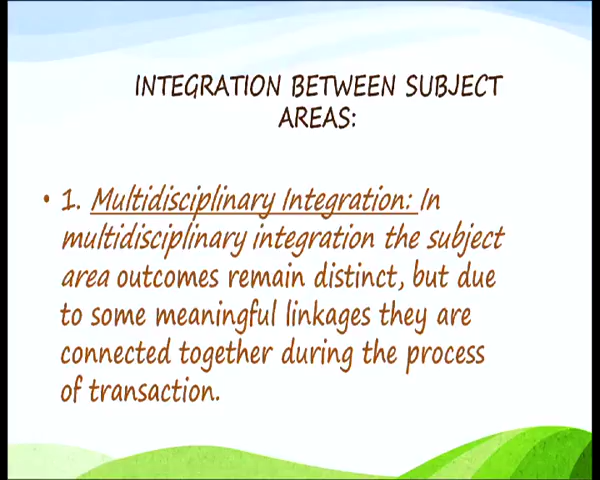 INTEGRATION BETWEEN SUBJECT
AREAS:
• 1. Multidisciplinary Integration: In
multidisciplinary integration the subject
area outcomes remain distinct, but due
to some meaningful linkages they are
connected together during the process
of transaction.